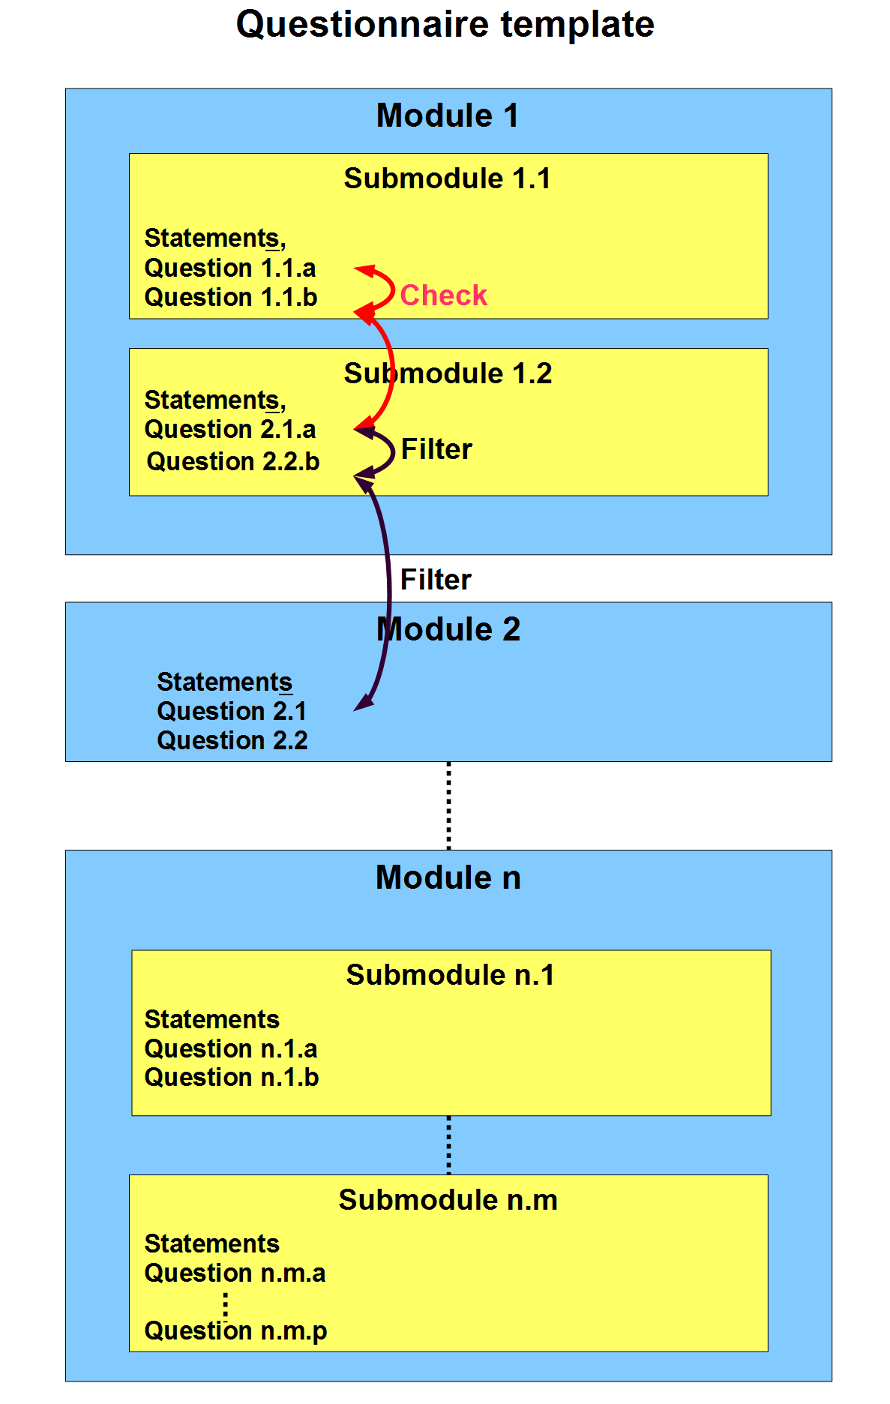 Questionnaire template
Module 1
Submodule 1.1
Statements,
Question 1.1.a
Question 1.1.b
Check
Submodule 1.2
Statements,
Question 2.1.a
Question 2.2.b
Filter
Filter
Module 2
Statements
Question 2.1
Question 2.2
Module n
Submodule n.1
Statements
Question n.1.a
Question n.1.b
Submodule n.m
Statements
Question n.m.a
Question n.m.p